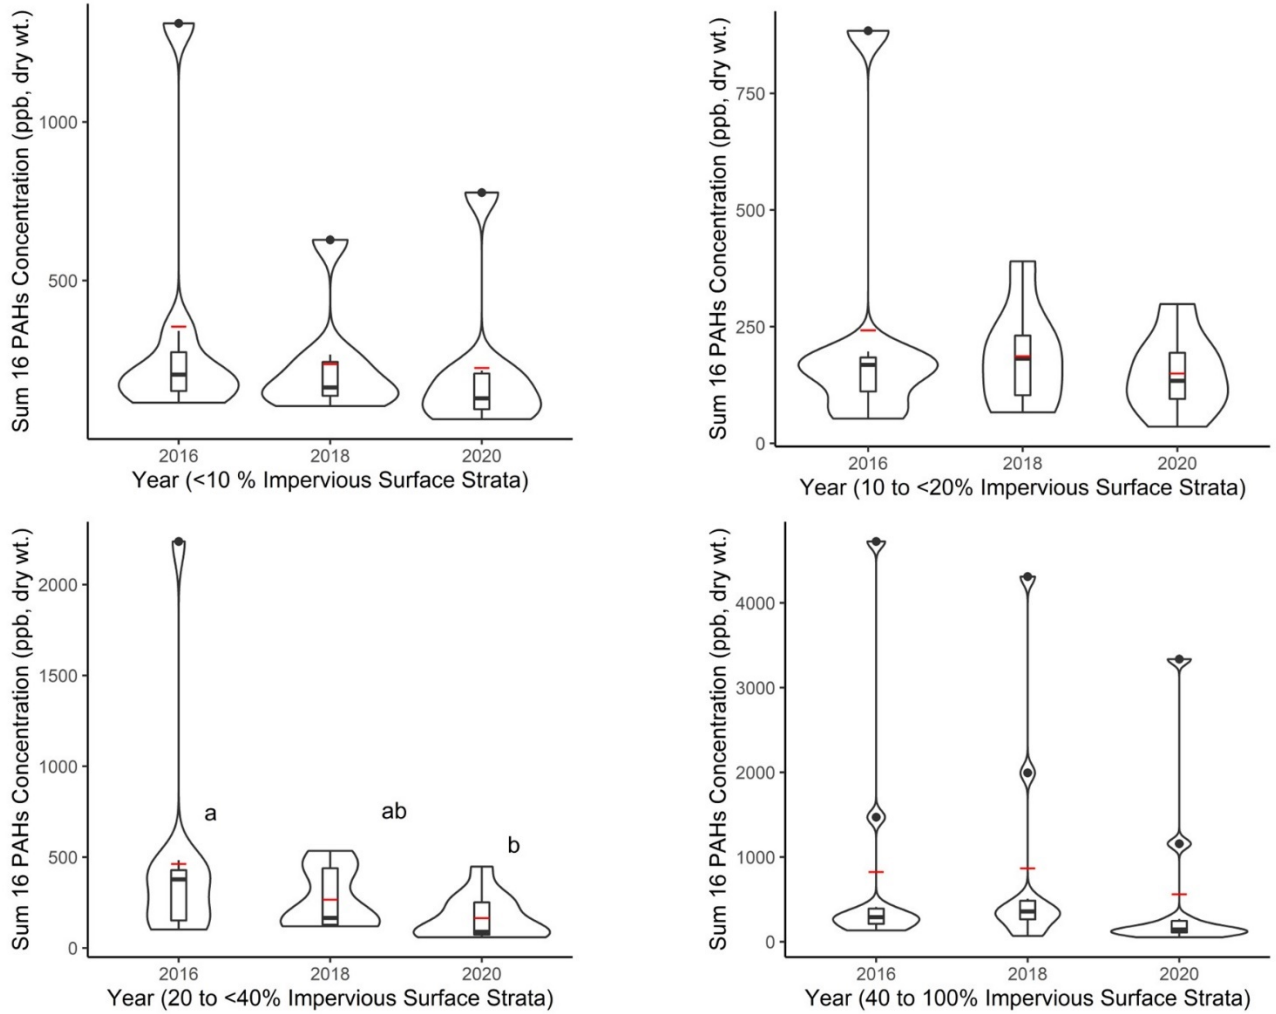 Sum 16 PAHs Concentration (ppb, dry wt.)
1000
500
2016 2018 2020
Year (<10 % Impervious Surface Strata)
Sum 16 PAHs Concentration (ppb, dry wt.)
750
500
250
0
2016 2018 2020
Year (10 to <20% Impervious Surface Strata)
Sum 16 PAHs Concentration (ppb, dry wt.)
2000
1500
1000
500
0
a ab b
2016 2018 2020
Year (20 to <40% Impervious Surface Strata)
Sum 16 PAHs Concentration (ppb, dry wt.)
4000
3000
2000
1000
0
2016 2018 2020
Year (40 to 100% Impervious Surface Strata)